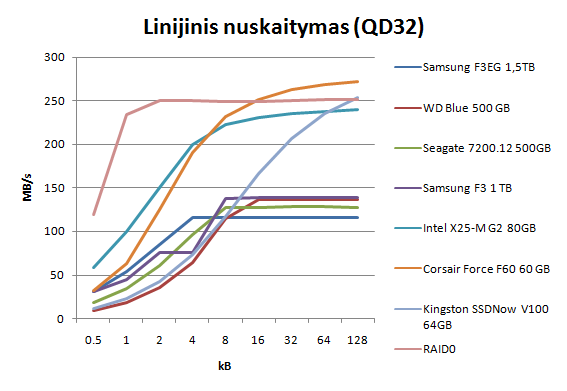 Linijinis nuskaitymas (QD32)
300
250
200
150
100
50
0
MB/s
0.5 1 2 4 8 16 32 64 128
kB
Samsung F3EG 1,5TB
WD Blue 500 GB
Seagate 7200.12 500GB
Samsung F3 1 TB
Intel X25-M G2 80GB
Corsair Force F60 60 GB
Kingston SSDNow V100
64GB
RAID0